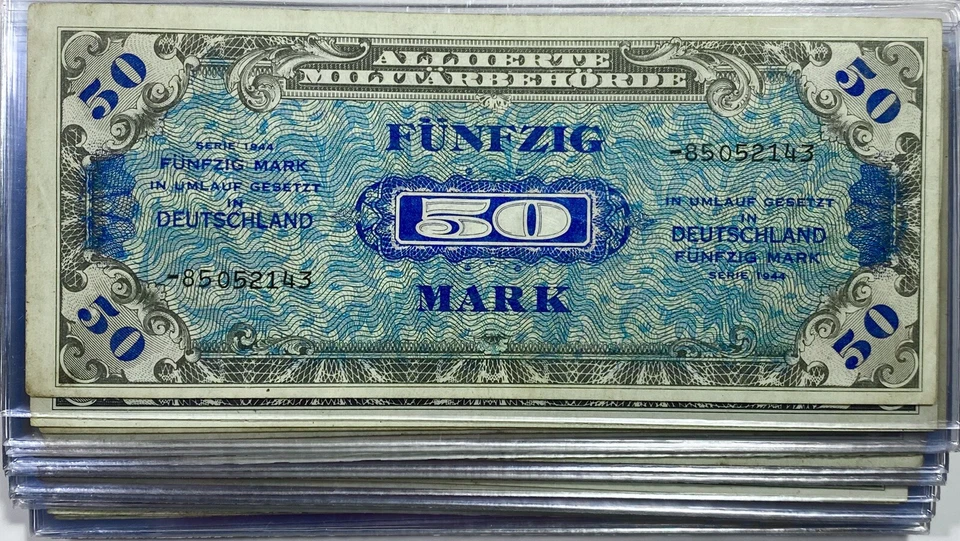 50
ALLIIERTE
MILITÄRBEHÖRDE
50
SERIE 1944
FÜNFZIG MARK
IN UMLAUF GESETZT
IN
DEUTSCHLAND
-85052143
FÜNFZIG
50
MARK
-85052143
IN UMLAUF GESETZT
IN
DEUTSCHLAND
FÜNFZIG MARK
SERIE 1944
50
50